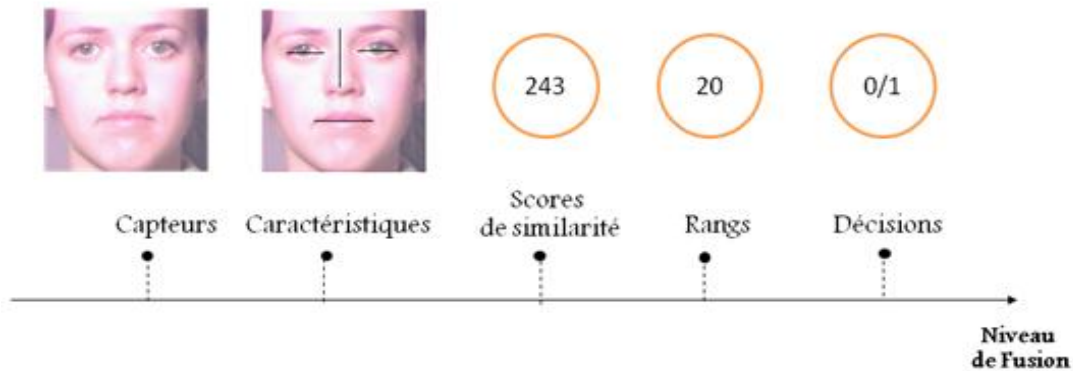 243
20
0/1
Capteurs
Caractéristiques
Scores
de similarité
Rangs
Décisions
Niveau
de Fusion